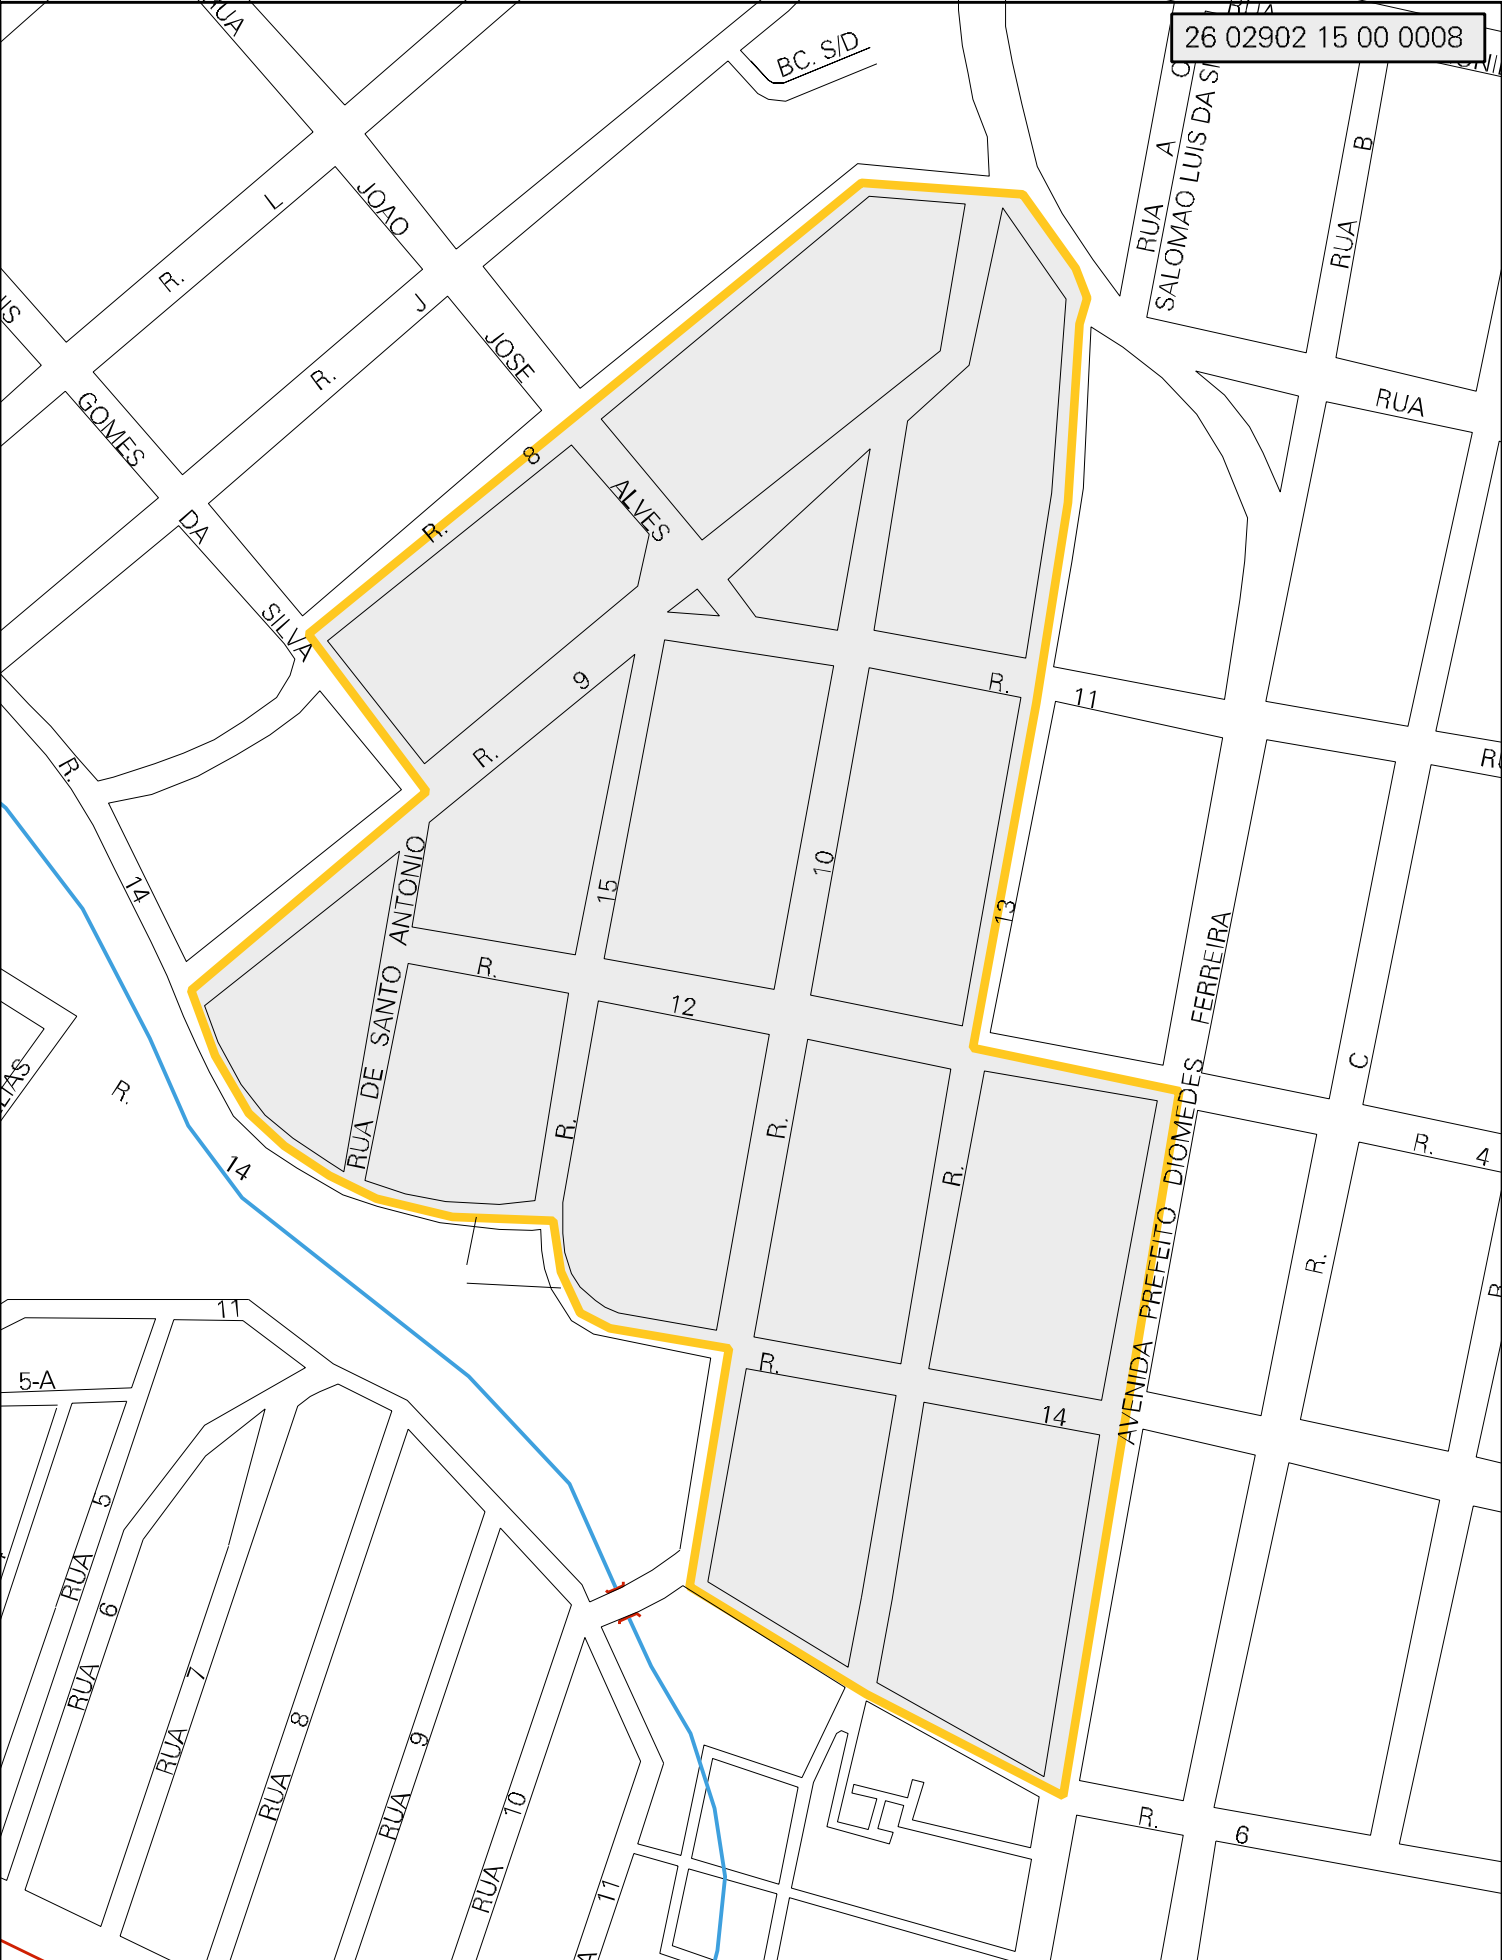 RUA
26 02902 15 00 0008
BC. S/D
RUA A
SALOMAO LUIS DA
RUA B
R. L
JOAO
R. J
JOSE
GOMES
DA
SILVA
R. 8
ALVES
RUA
R. 9
R. 11
R. 14
RUA DE SANTO ANTONIO
15
10
13
R. 12
AVENIDA PREFEITO DIOMEDES FERREIRA
C
R. 4
R.
R.
R.
R.
R.
R.
14
11
5-A
R. 14
RUA 5
RUA 6
RUA 7
RUA 8
RUA 9
RUA 10
11
R. 6